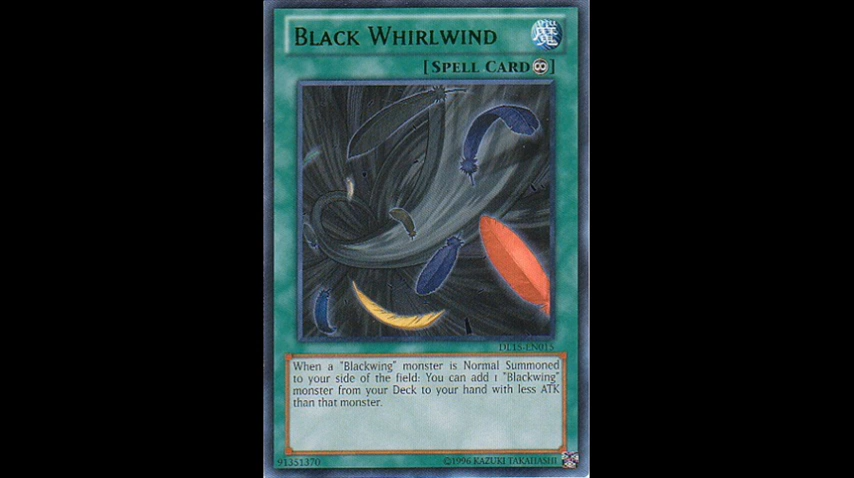 BLACK WHIRLWIND
魔
[SPELL CARD∞]
DL15-EN015
When a "Blackwing" monster is Normal Summoned
to your side of the field: You can add 1 "Blackwing"
monster from your Deck to your hand with less ATK
than that monster.
91351370
©1996 KAZUKI TAKAHASHI